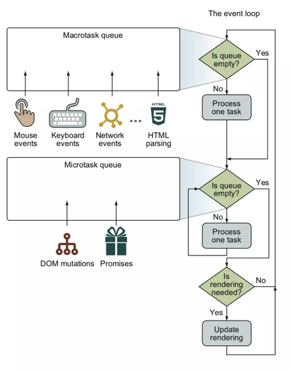 The event loop
Macrotask queue
Is queue
empty?
Yes
No
Process
one task
Mouse
events
Keyboard
events
Network
events
...
HTML
HTML
parsing
Microtask queue
Is queue
empty?
Yes
No
Process
one task
DOM mutations
Promises
Is
rendering
needed?
No
Yes
Update
rendering